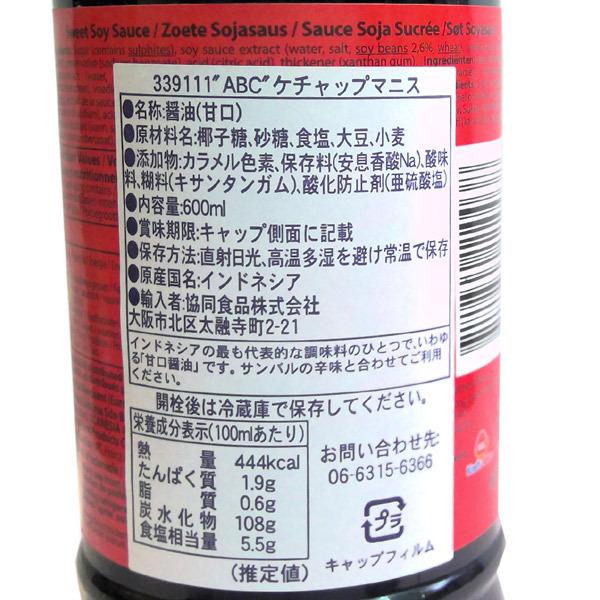 Sweet Soy Sauce / Zoete Sojasaus / Sauce Soja Sucrée / Søt Soyasaus
sulphites), soy sauce extract (water, salt, soy beans 2,6%, wheat
acid (citric acid), thickener (xanthan gum).
339111"ABC"ケチャップマニス
●名称:醤油(甘口)
●原材料名:椰子糖、砂糖、食塩、大豆、小麦
●添加物:カラメル色素、保存料(安息香酸Na)、酸味
料、糊料(キサンタンガム)、酸化防止剤(亜硫酸塩)
●内容量:600ml
●賞味期限:キャップ側面に記載
●保存方法:直射日光、高温多湿を避け常温で保存
●原産国名:インドネシア
●輸入者:協同食品株式会社
大阪市北区太融寺町2-21
インドネシアの最も代表的な調味料のひとつで、いわゆ
る「甘口醤油」です。サンバルの辛味と合わせてご利用
ください。
開栓後は冷蔵庫で保存してください。
栄養成分表示(100mlあたり)
熱量 444kcal
たんぱく質 1.9g
脂質 0.6g
炭水化物 108g
食塩相当量 5.5g
(推定値)
お問い合わせ先:
06-6315-6366
プラ
キャップフィルム